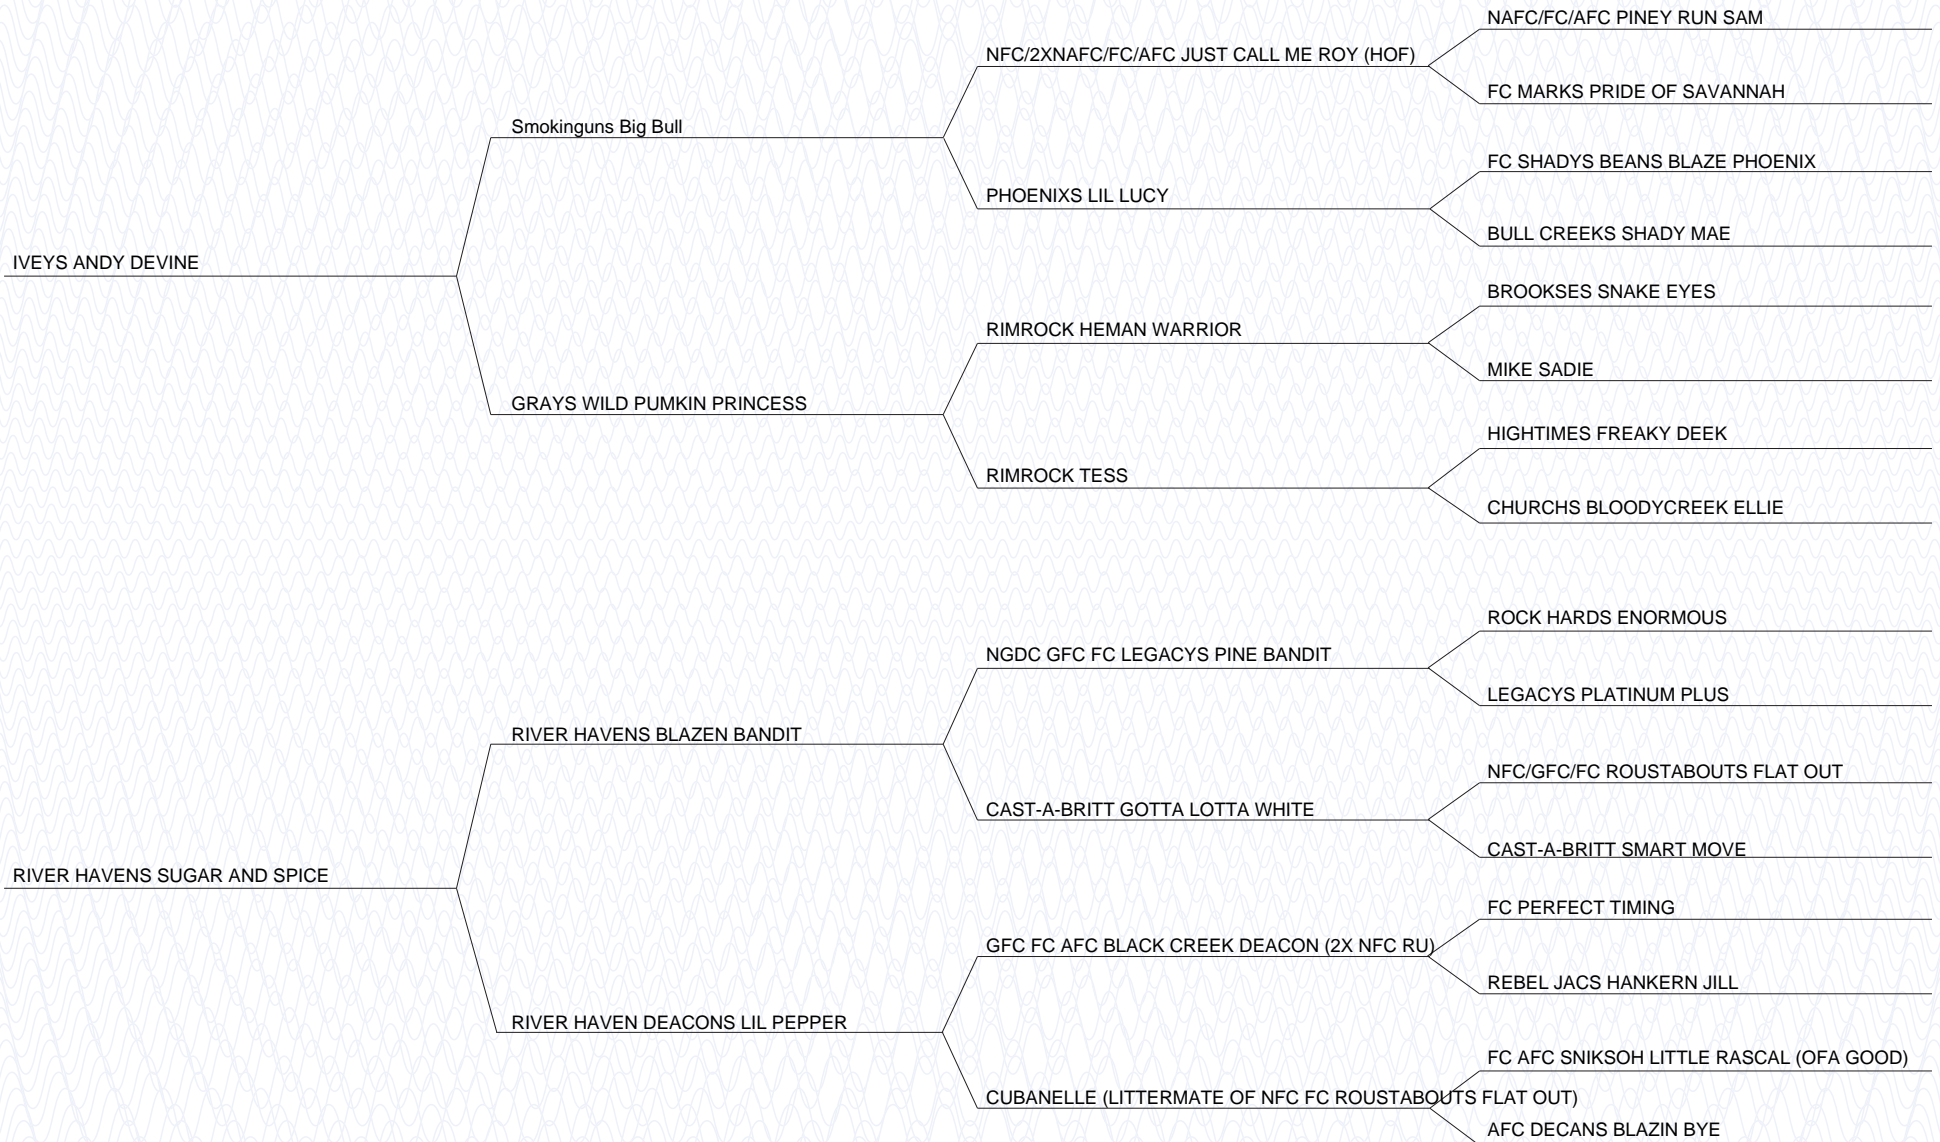 NAFC/FC/AFC PINEY RUN SAM
NFC/2XNAFC/FC/AFC JUST CALL ME ROY (HOF)
FC MARKS PRIDE OF SAVANNAH
Smokinguns Big Bull
FC SHADYS BEANS BLAZE PHOENIX
PHOENIXS LIL LUCY
BULL CREEKS SHADY MAE
IVEYS ANDY DEVINE
BROOKSES SNAKE EYES
RIMROCK HEMAN WARRIOR
MIKE SADIE
GRAYS WILD PUMKIN PRINCESS
HIGHTIMES FREAKY DEEK
RIMROCK TESS
CHURCHS BLOODYCREEK ELLIE
ROCK HARDS ENORMOUS
NGDC GFC FC LEGACYS PINE BANDIT
LEGACYS PLATINUM PLUS
RIVER HAVENS BLAZEN BANDIT
NFC/GFC/FC ROUSTABOUTS FLAT OUT
CAST-A-BRITT GOTTA LOTTA WHITE
CAST-A-BRITT SMART MOVE
RIVER HAVENS SUGAR AND SPICE
FC PERFECT TIMING
GFC FC AFC BLACK CREEK DEACON (2X NFC RU)
REBEL JACS HANKERN JILL
RIVER HAVEN DEACONS LIL PEPPER
FC AFC SNIKSOH LITTLE RASCAL (OFA GOOD)
CUBANELLE (LITTERMATE OF NFC FC ROUSTABOUTS FLAT OUT)
AFC DECANS BLAZIN BYE